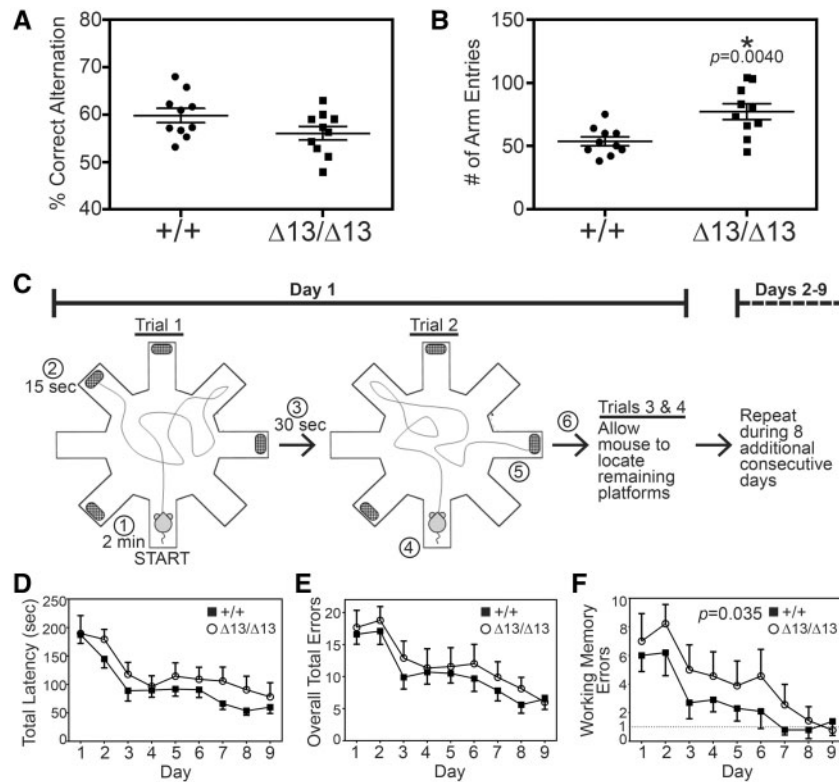 A
% Correct Alternation
80
70
60
50
40
+/+
Δ13/Δ13
B
# of Arm Entries
150
100
50
0
*
p=0.0040
+/+
Δ13/Δ13
C
Day 1
Days 2-9
Trial 1
② 15 sec
① 2 min
START
③
30 sec
Trial 2
④
⑤
⑥
Trials 3 & 4
Allow
mouse to
locate
remaining
platforms
Repeat
during 8
additional
consecutive
days
D
Total Latency (sec)
250
200
150
100
50
0
+/+
Δ13/Δ13
1 2 3 4 5 6 7 8 9
Day
E
Overall Total Errors
20
15
10
5
0
+/+
Δ13/Δ13
1 2 3 4 5 6 7 8 9
Day
F
Working Memory
Errors
10
8
6
4
2
1
0
p=0.035
+/+
Δ13/Δ13
1 2 3 4 5 6 7 8 9
Day